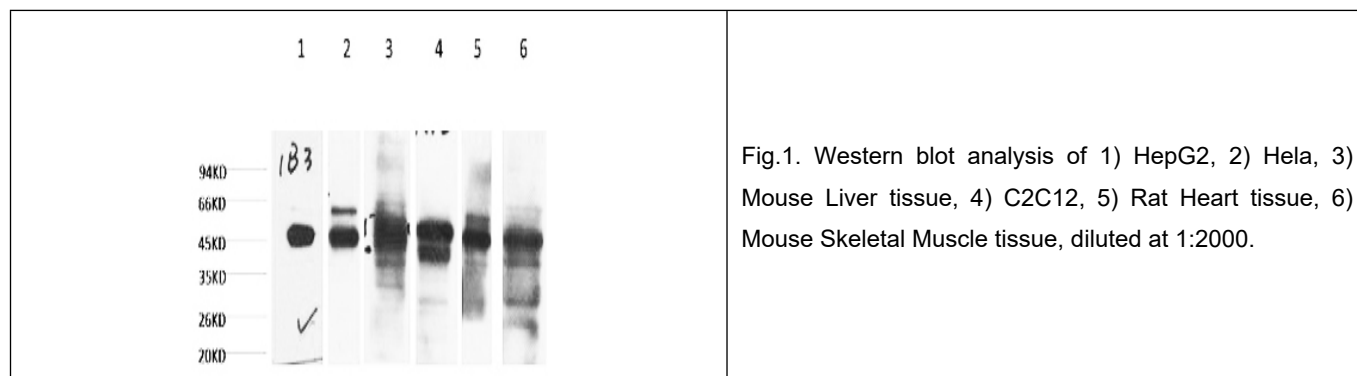 1 2 3 4 5 6
1B3
94KD
66KD
45KD
35KD
26KD
20KD
Fig.1. Western blot analysis of 1) HepG2, 2) Hela, 3)
Mouse Liver tissue, 4) C2C12, 5) Rat Heart tissue, 6)
Mouse Skeletal Muscle tissue, diluted at 1:2000.